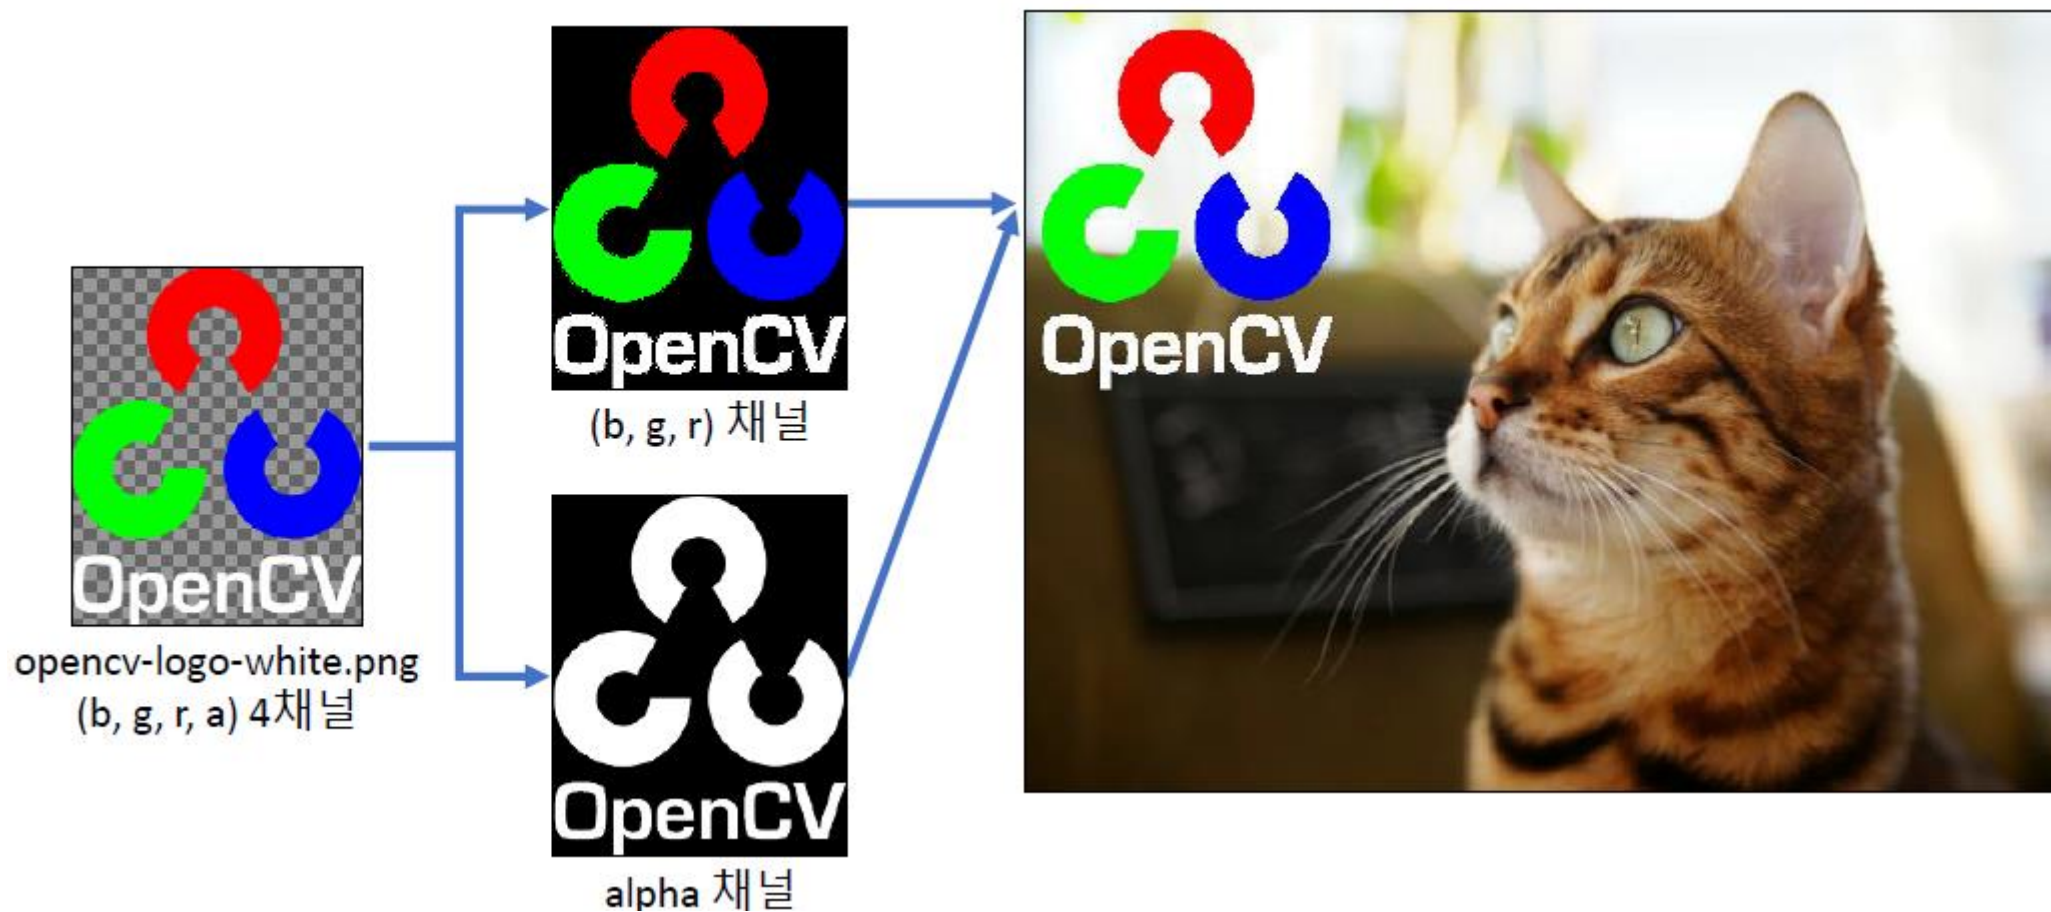 OpenCV
opencv-logo-white.png
(b, g, r, a) 4채널
OpenCV
(b, g, r) 채널
OpenCV
alpha 채널
OpenCV